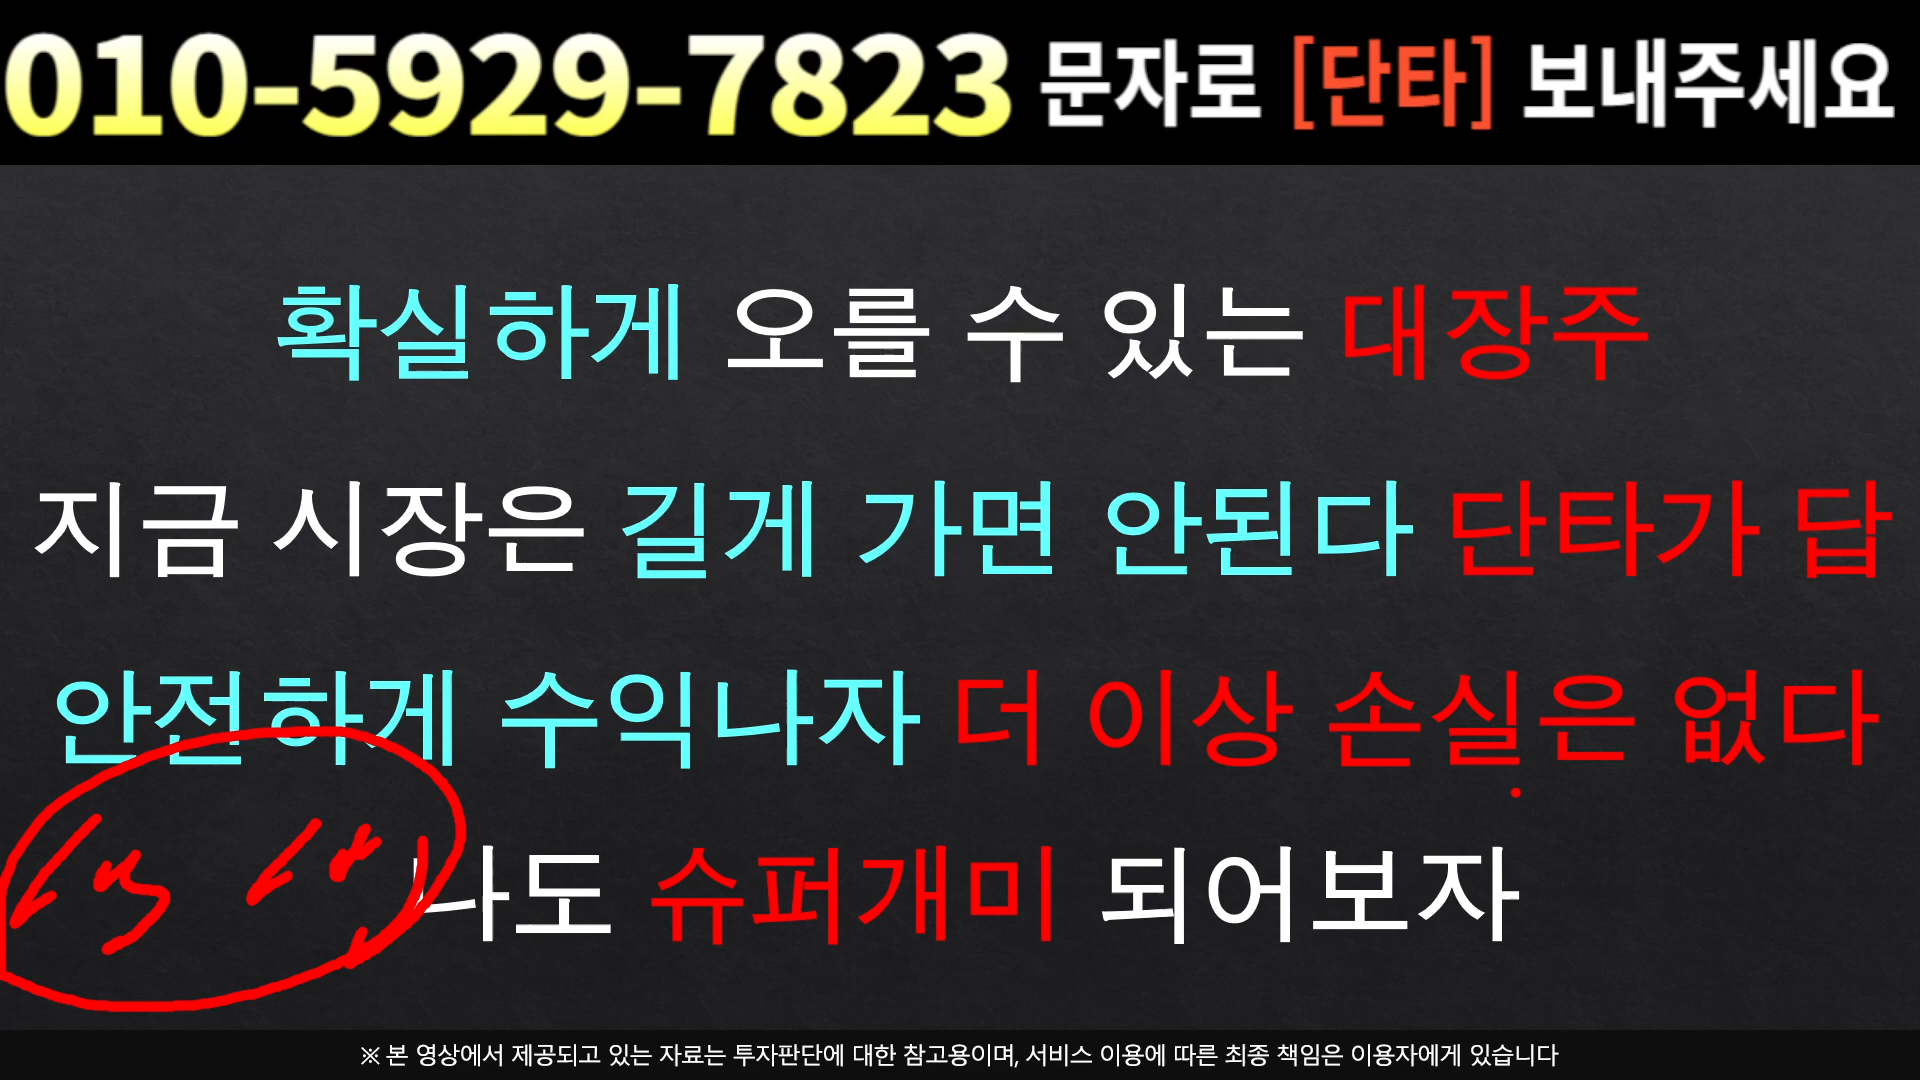 010-5929-7823 문자로 [단타] 보내주세요
확실하게 오를 수 있는 대장주
지금 시장은 길게 가면 안된다 단타가 답
안전하게 수익나자 더 이상 손실은 없다
나도 슈퍼개미 되어보자
※ 본 영상에서 제공되고 있는 자료는 투자판단에 대한 참고용이며, 서비스 이용에 따른 최종 책임은 이용자에게 있습니다